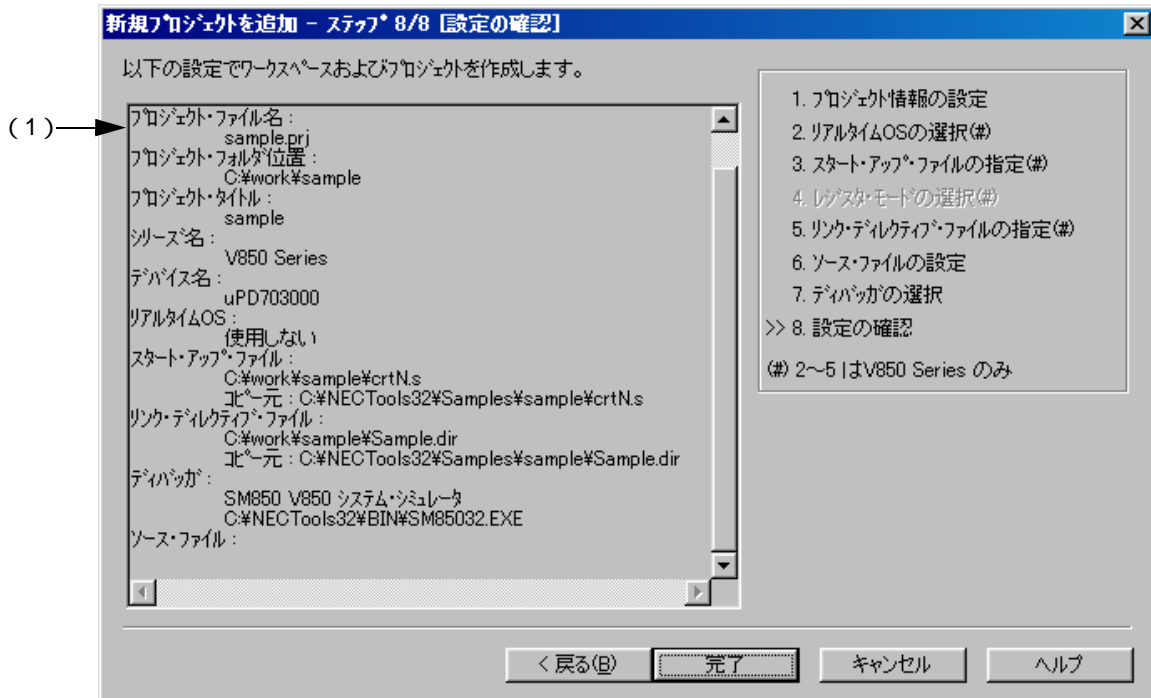 新規プロジェクトを追加 - ステップ 8/8 [設定の確認]
以下の設定でワークスペースおよびプロジェクトを作成します。
(1)
プロジェクト・ファイル名 :
sample.prj
プロジェクト・フォルダ位置 :
C:¥work¥sample
プロジェクト・タイトル :
sample
シリーズ名 :
V850 Series
デバイス名 :
uPD703000
リアルタイムOS :
使用しない
スタート・アップ・ファイル :
C:¥work¥sample¥crtN.s
コピー元 : C:¥NECTools32¥Samples¥sample¥crtN.s
リンク・ディレクティブ・ファイル :
C:¥work¥sample¥Sample.dir
コピー元 : C:¥NECTools32¥Samples¥sample¥Sample.dir
ディバッガ :
SM850 V850 システム・シミュレータ
C:¥NECTools32¥BIN¥SM85032.EXE
ソース・ファイル :
1. プロジェクト情報の設定
2. リアルタイムOSの選択(#)
3. スタート・アップ・ファイルの指定(#)
4. レジスタ・モードの選択(#)
5. リンク・ディレクティブ・ファイルの指定(#)
6. ソース・ファイルの設定
7. ディバッガの選択
>> 8. 設定の確認
(#) 2~5 はV850 Series のみ
< 戻る(B)
完了
キャンセル
ヘルプ